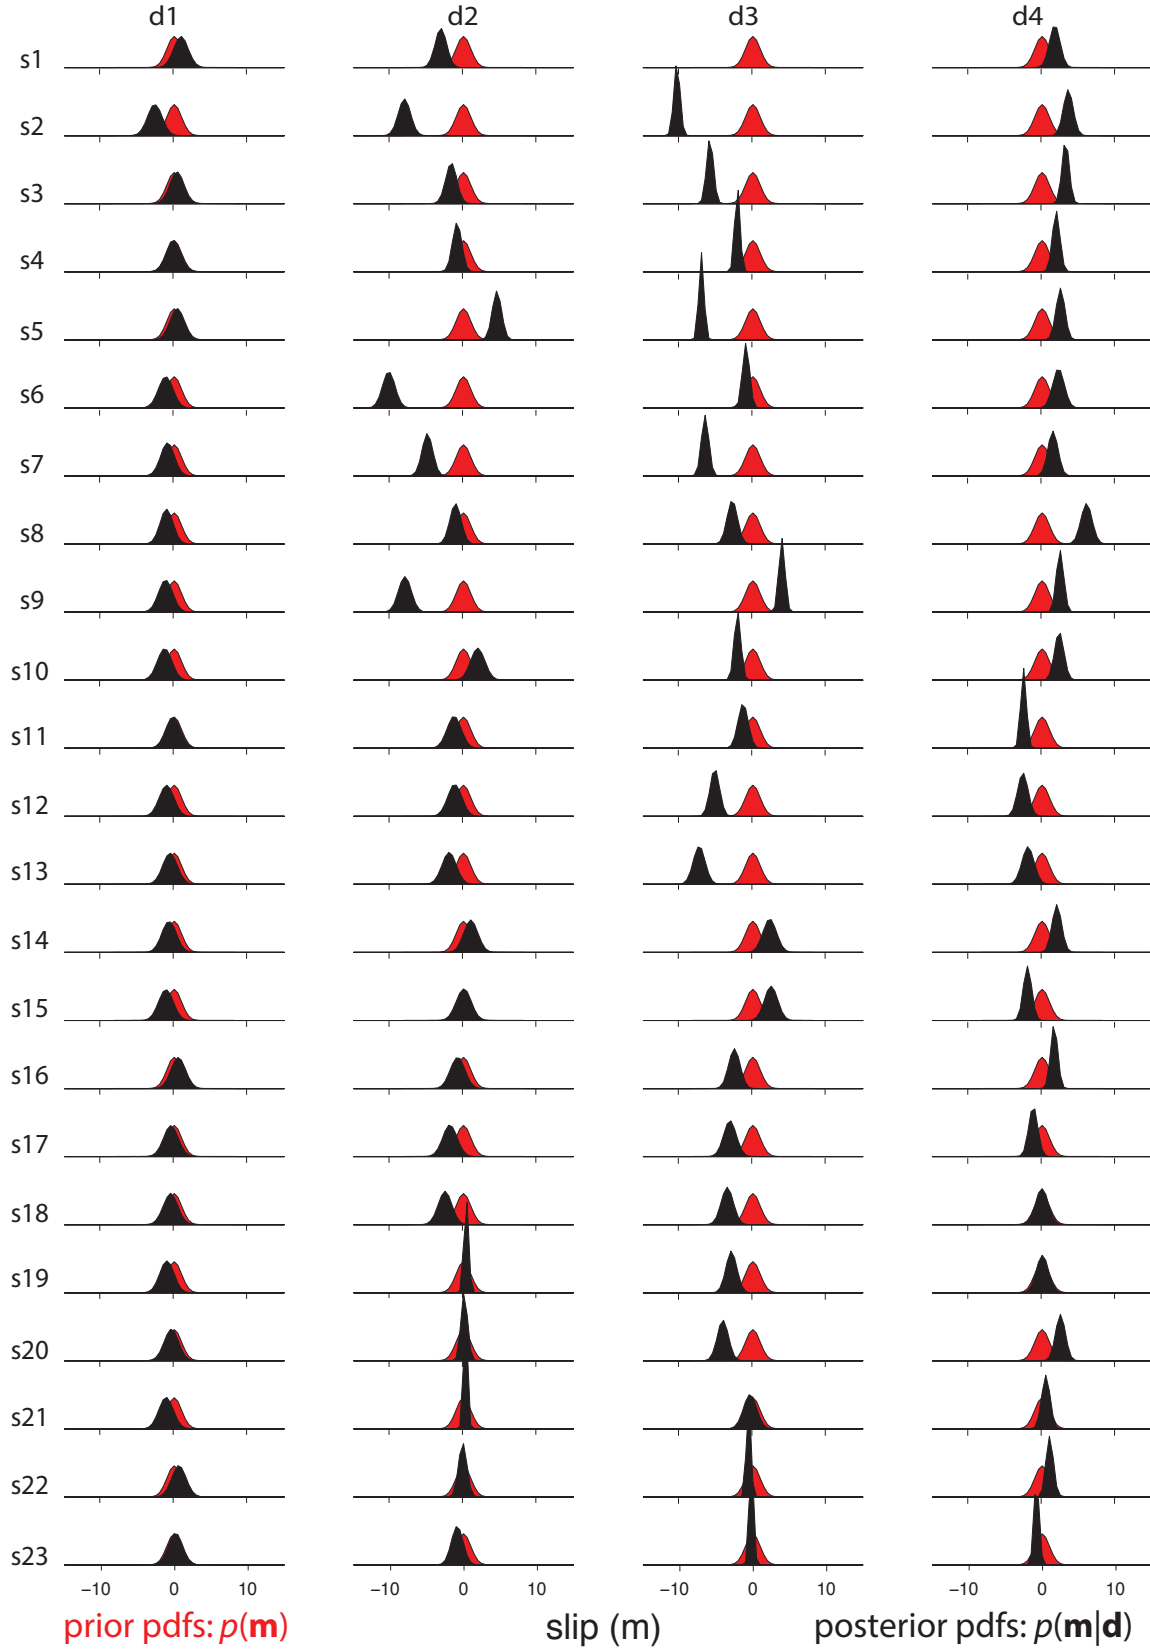 d1 d2 d3 d4
s1
s2
s3
s4
s5
s6
s7
s8
s9
s10
s11
s12
s13
s14
s15
s16
s17
s18
s19
s20
s21
s22
s23
−10 0 10 −10 0 10 −10 0 10 −10 0 10
prior pdfs: p(m) slip (m) posterior pdfs: p(m|d)